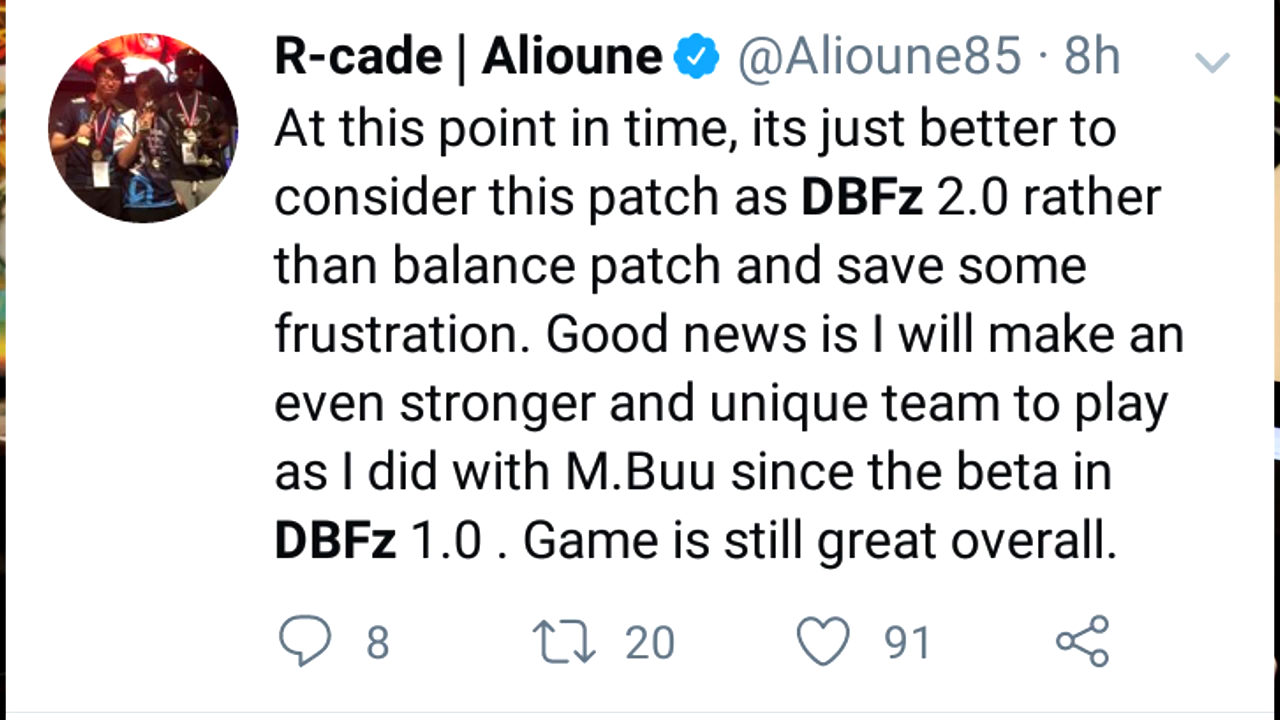 R-cade | Alioune @Alioune85 · 8h
At this point in time, its just better to
consider this patch as DBFz 2.0 rather
than balance patch and save some
frustration. Good news is I will make an
even stronger and unique team to play
as I did with M.Buu since the beta in
DBFz 1.0 . Game is still great overall.
8 20 91